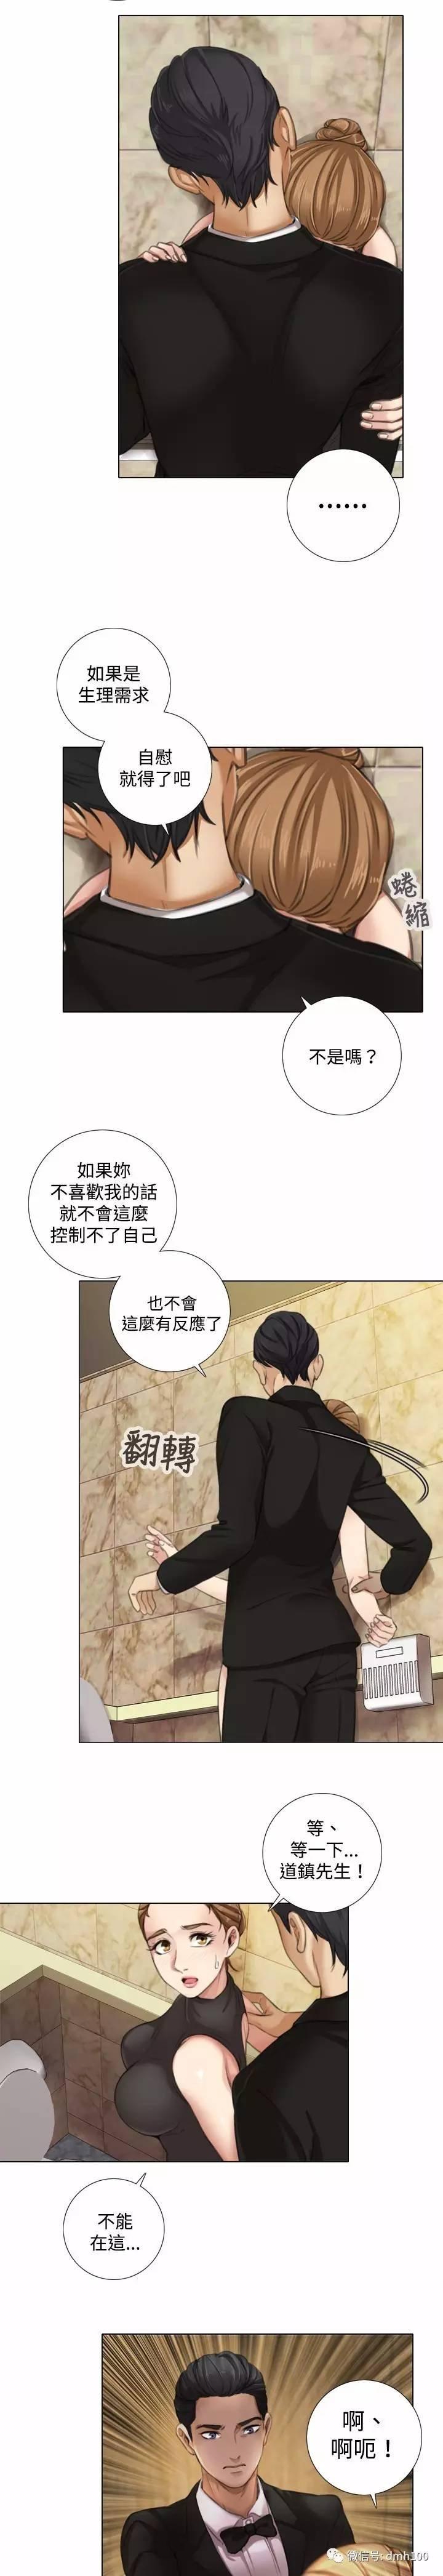 ……
如果是
生理需求
自慰
就得了吧
蜷
縮
不是嗎？
如果妳
不喜歡我的話
就不會這麼
控制不了自己
也不會
這麼有反應了
翻轉
等、
等一下…
道鎮先生！
不能
在這…
啊、
啊呃！
微信号: dmh100